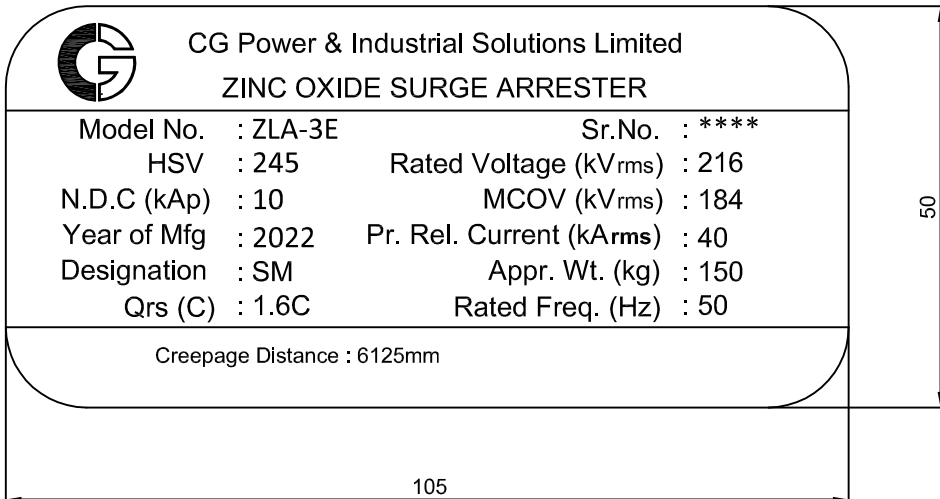 CG Power & Industrial Solutions Limited
ZINC OXIDE SURGE ARRESTER
Model No. : ZLA-3E Sr.No. : ****
HSV : 245 Rated Voltage (kVrms) : 216
N.D.C (kAp) : 10 MCOV (kVrms) : 184
Year of Mfg : 2022 Pr. Rel. Current (kArms) : 40
Designation : SM Appr. Wt. (kg) : 150
Qrs (C) : 1.6C Rated Freq. (Hz) : 50
Creepage Distance : 6125mm
50
105